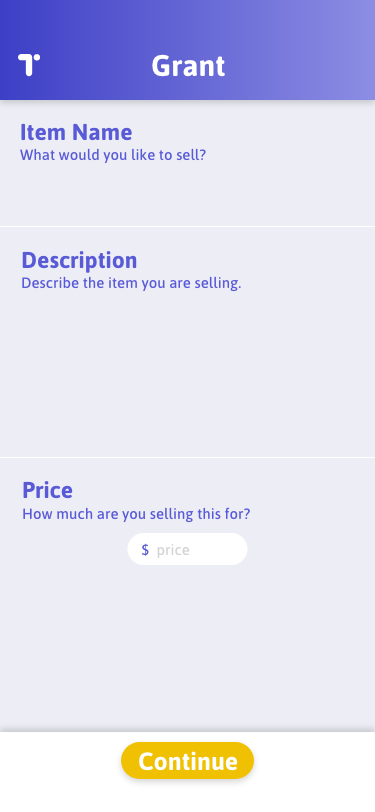 Grant
Item Name
What would you like to sell?
Description
Describe the item you are selling.
Price
How much are you selling this for?
$ price
Continue